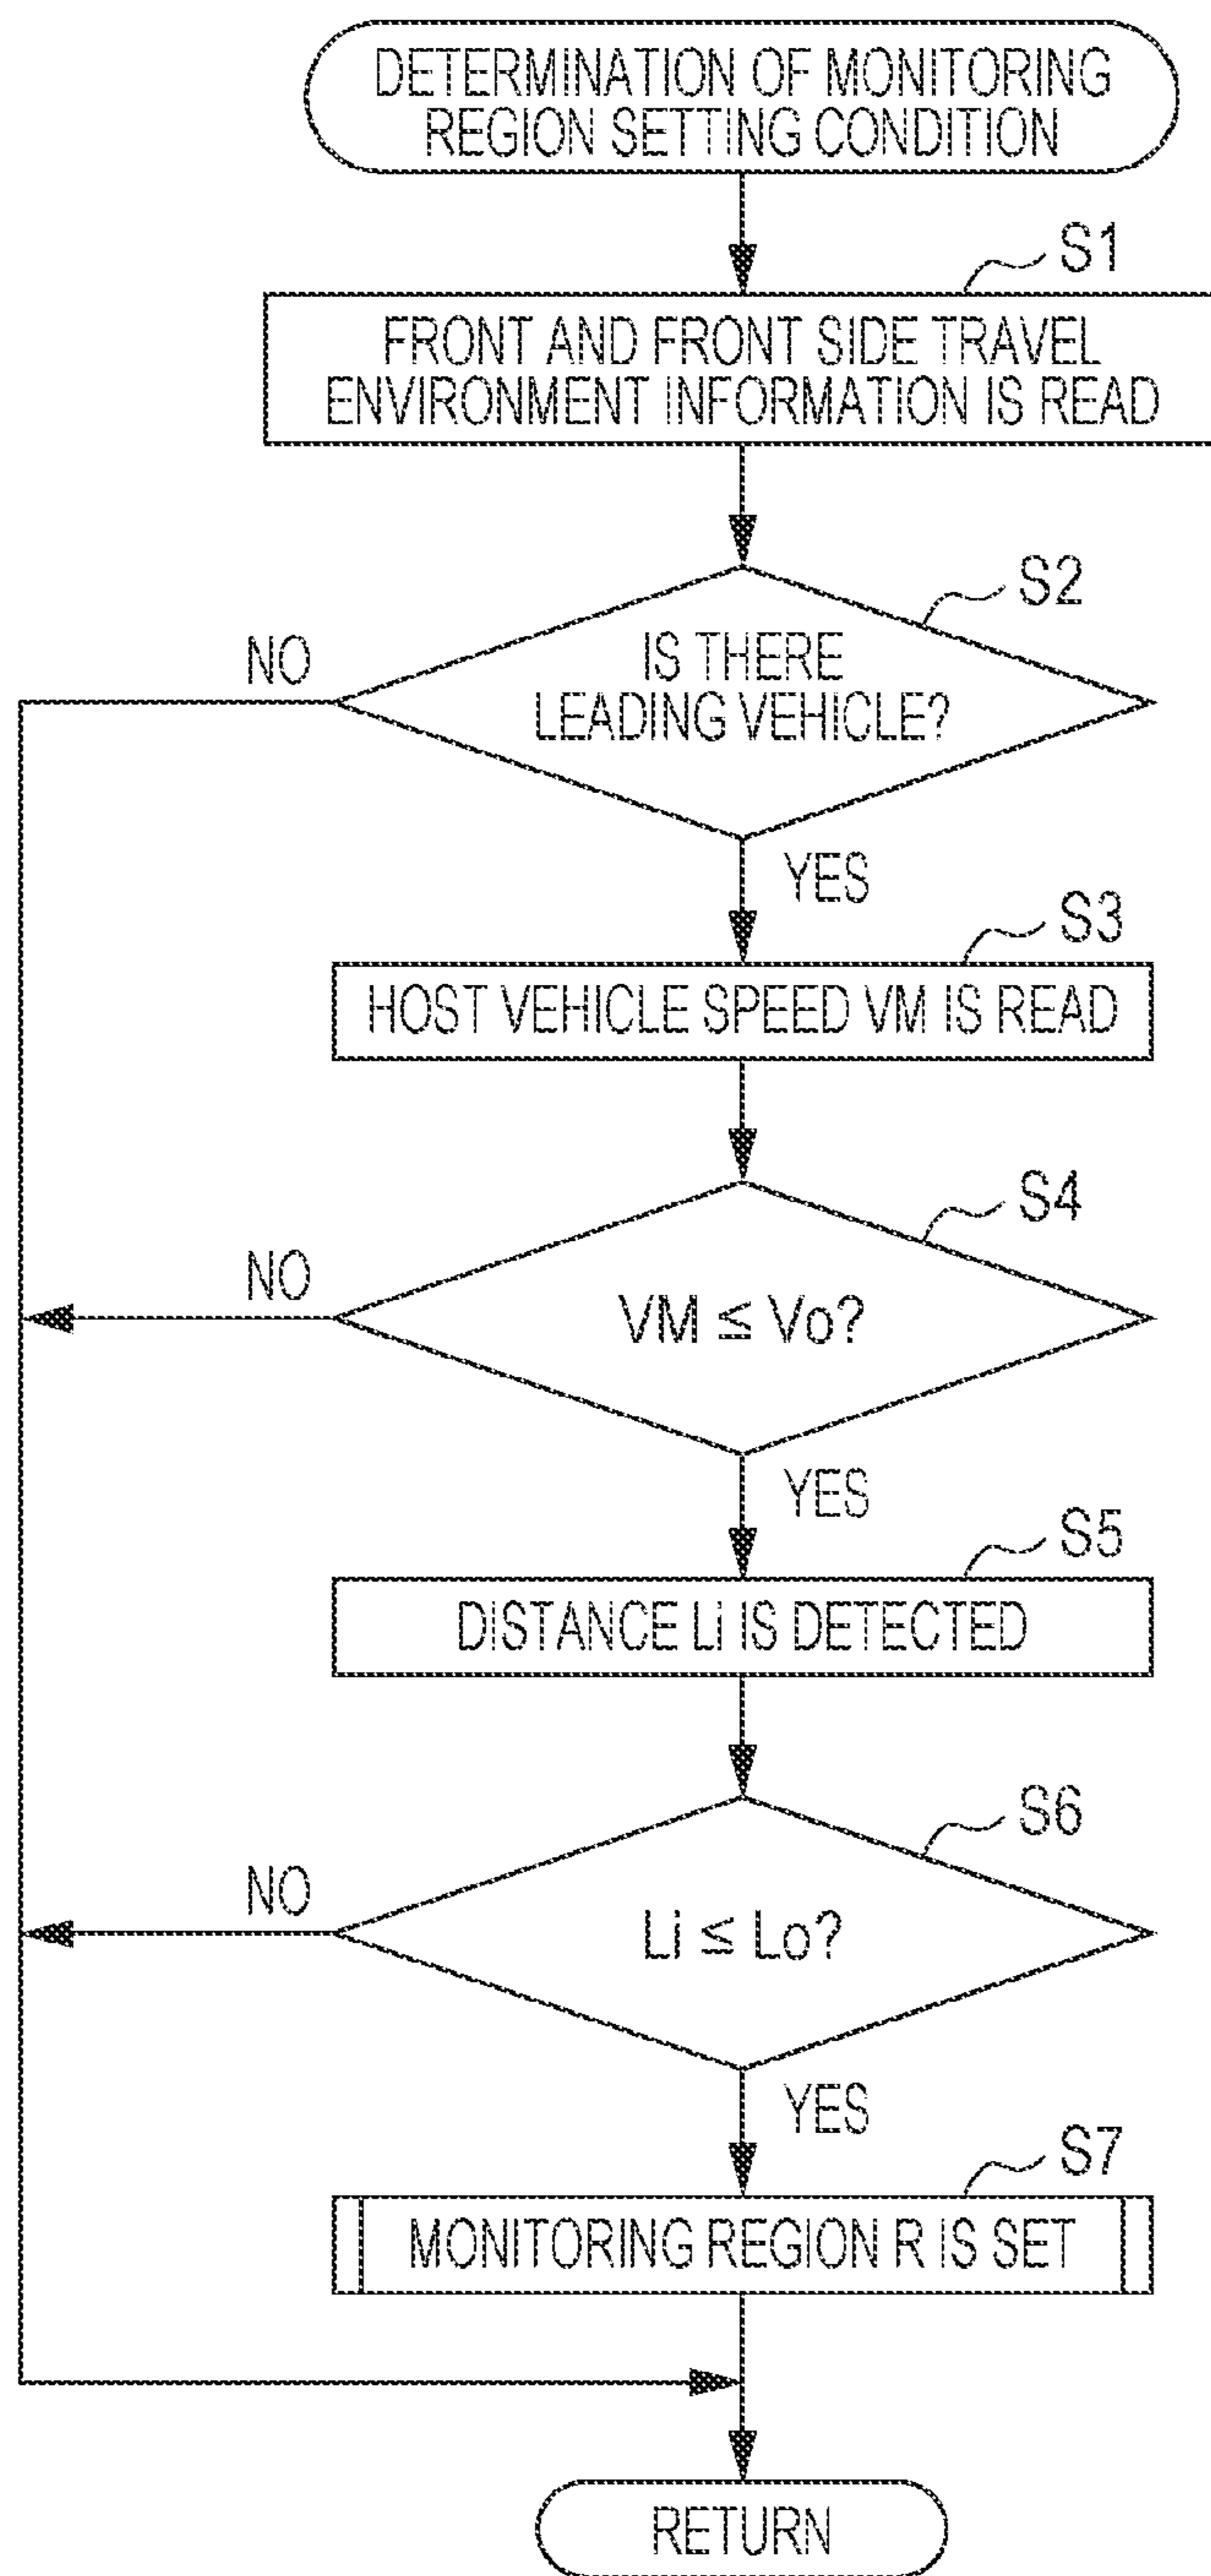 DETERMINATION OF MONITORING
REGION SETTING CONDITION
S1
FRONT AND FRONT SIDE TRAVEL
ENVIRONMENT INFORMATION IS READ
S2
NO
IS THERE
LEADING VEHICLE?
YES
S3
HOST VEHICLE SPEED VM IS READ
S4
NO
VM ≦ Vo?
YES
S5
DISTANCE Li IS DETECTED
S6
NO
Li ≦ Lo?
YES
S7
MONITORING REGION R IS SET
RETURN